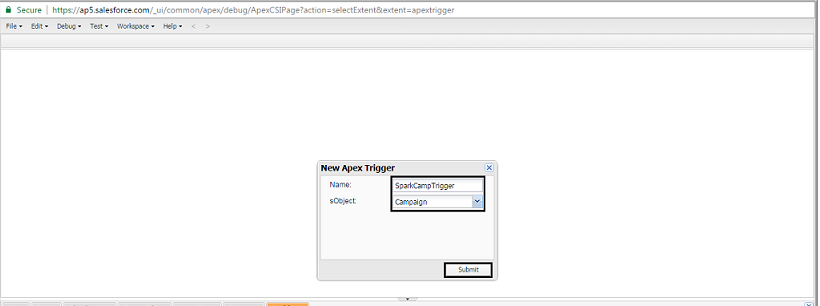 Secure | https://ap5.salesforce.com/_ui/common/apex/debug/ApexCSIPage?action=selectExtent&extent=apextrigger
File Edit Debug Test Workspace Help < >
New Apex Trigger
Name: SparkCampTrigger
sObject: Campaign
Submit